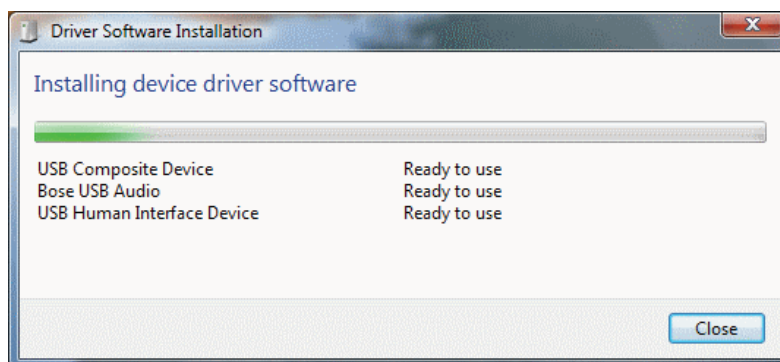 Driver Software Installation
Installing device driver software
USB Composite Device Ready to use
Bose USB Audio Ready to use
USB Human Interface Device Ready to use
Close